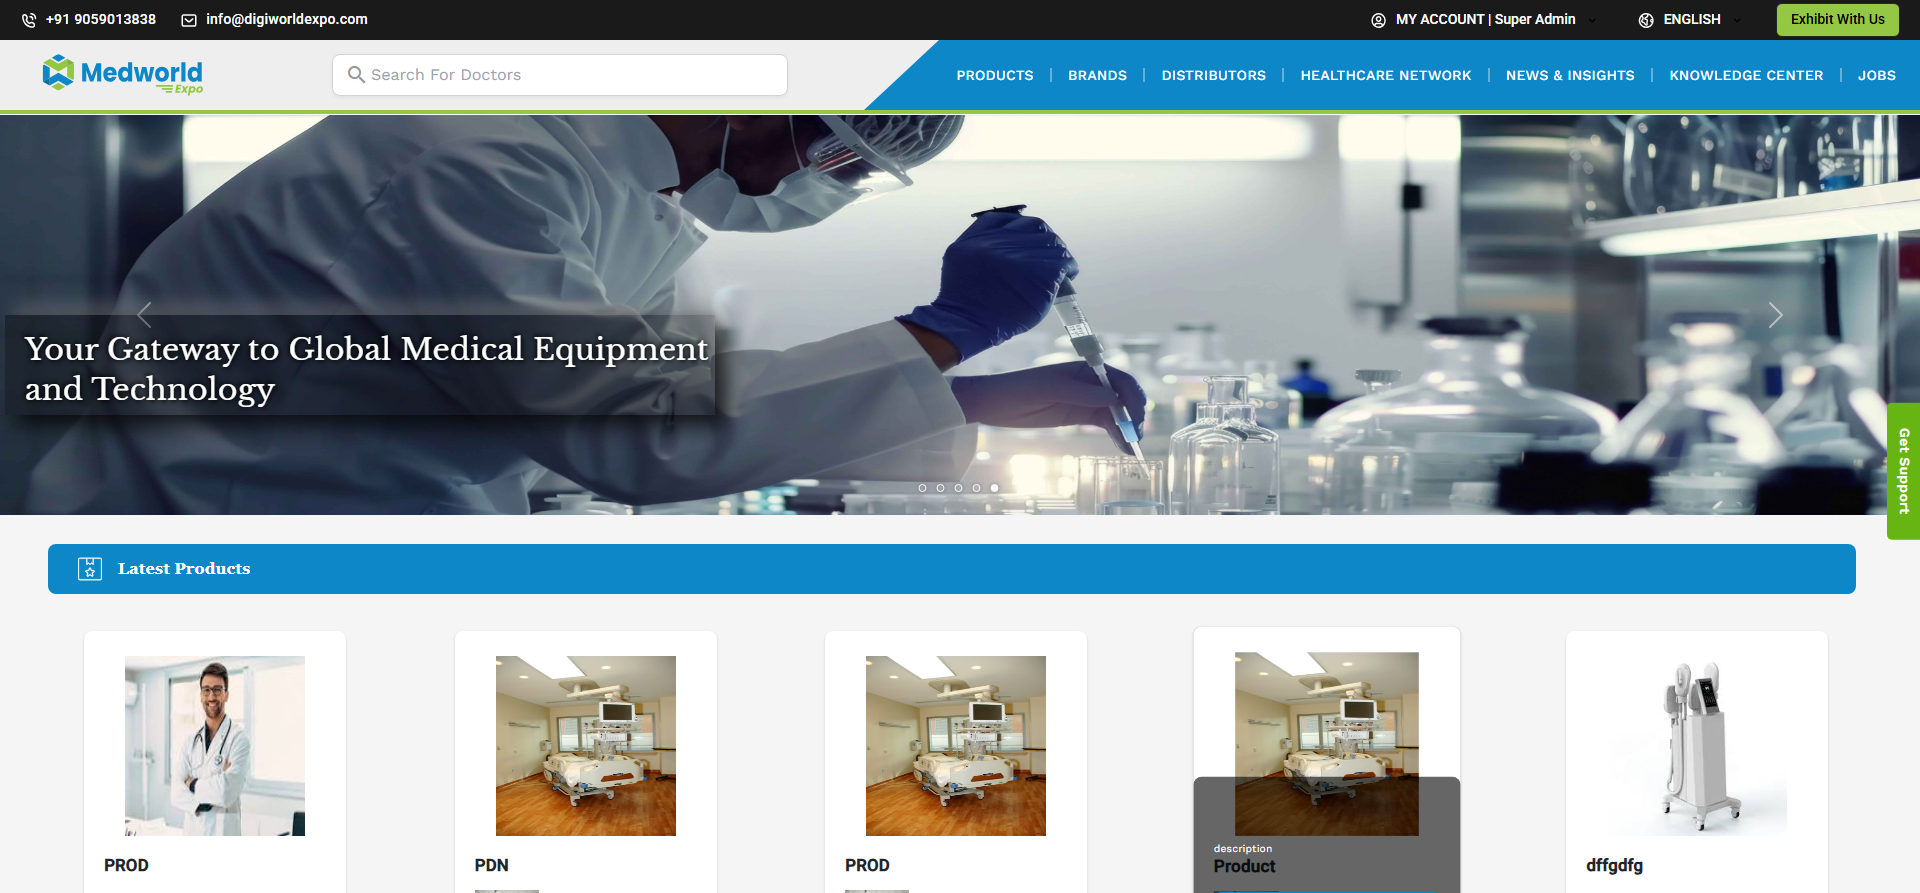 +91 9059013838
info@digiworldexpo.com
MY ACCOUNT | Super Admin
ENGLISH
Exhibit With Us
Medworld
Expo
Search For Doctors
PRODUCTS | BRANDS | DISTRIBUTORS | HEALTHCARE NETWORK | NEWS & INSIGHTS | KNOWLEDGE CENTER | JOBS
Your Gateway to Global Medical Equipment
and Technology
Get Support
Latest Products
PROD
PDN
PROD
description
Product
dffgdfg